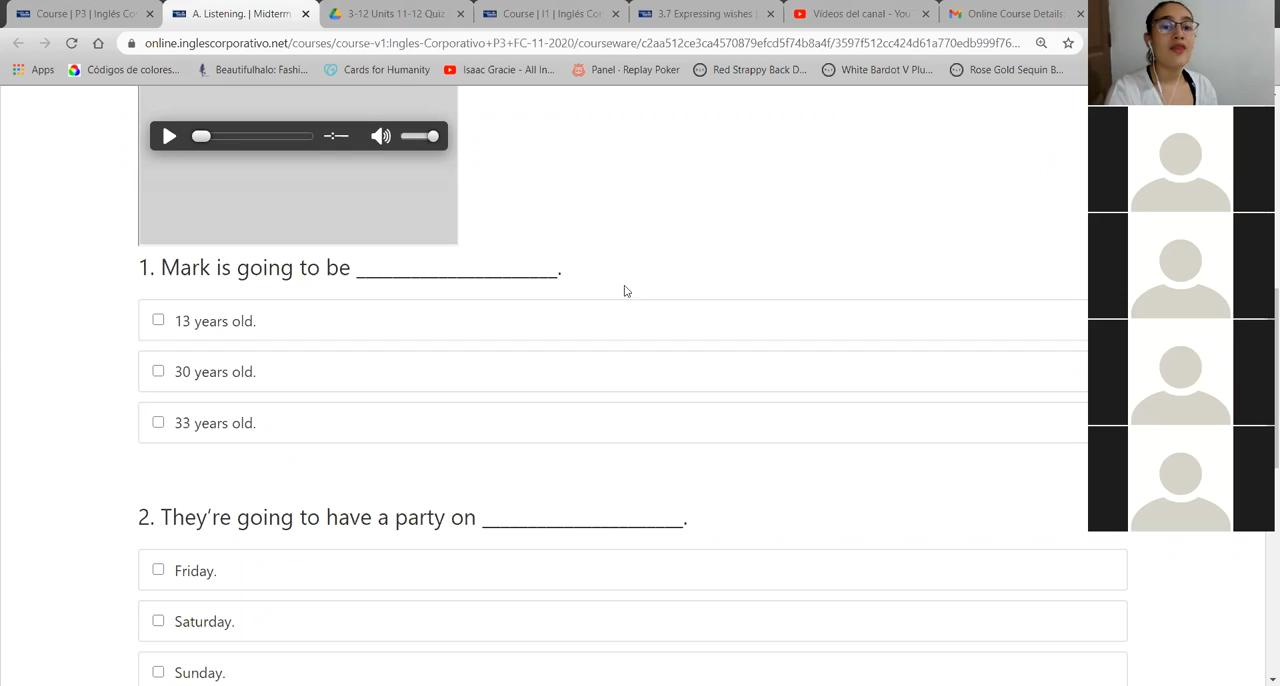 Course | P3 | Inglés Co
A. Listening. | Midterm
3-12 Units 11-12 Quiz
Course | I1 | Inglés Co
3.7 Expressing wishes |
Vídeos del canal - You
Online Course Details:
online.inglescorporativo.net/courses/course-v1:Ingles-Corporativo+P3+FC-11-2020/courseware/c2aa512ce3ca4570879efcd5f74b8a4f/3597f512cc424d61a770edb999f76...
Apps
Códigos de colores...
Beautifulhalo: Fashi...
Cards for Humanity
Isaac Gracie - All In...
Panel · Replay Poker
Red Strappy Back D...
White Bardot V Plu...
Rose Gold Sequin B...
1. Mark is going to be ______________________.
13 years old.
30 years old.
33 years old.
2. They’re going to have a party on ______________________.
Friday.
Saturday.
Sunday.